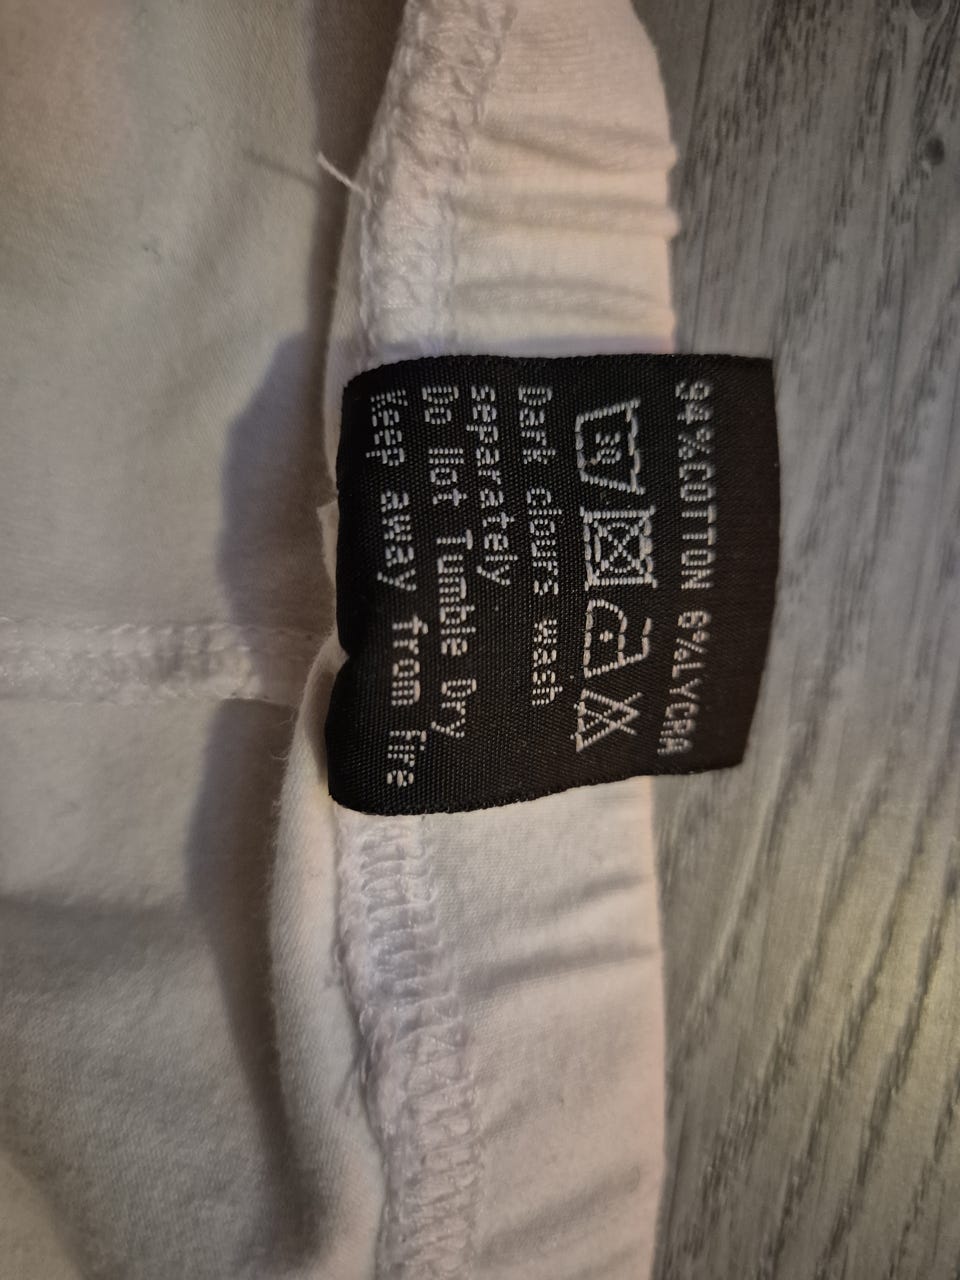 94%COTTON 6%LYCRA
30
Dark clours wash
separately
Do not Tumble Dry
Keep away from fire